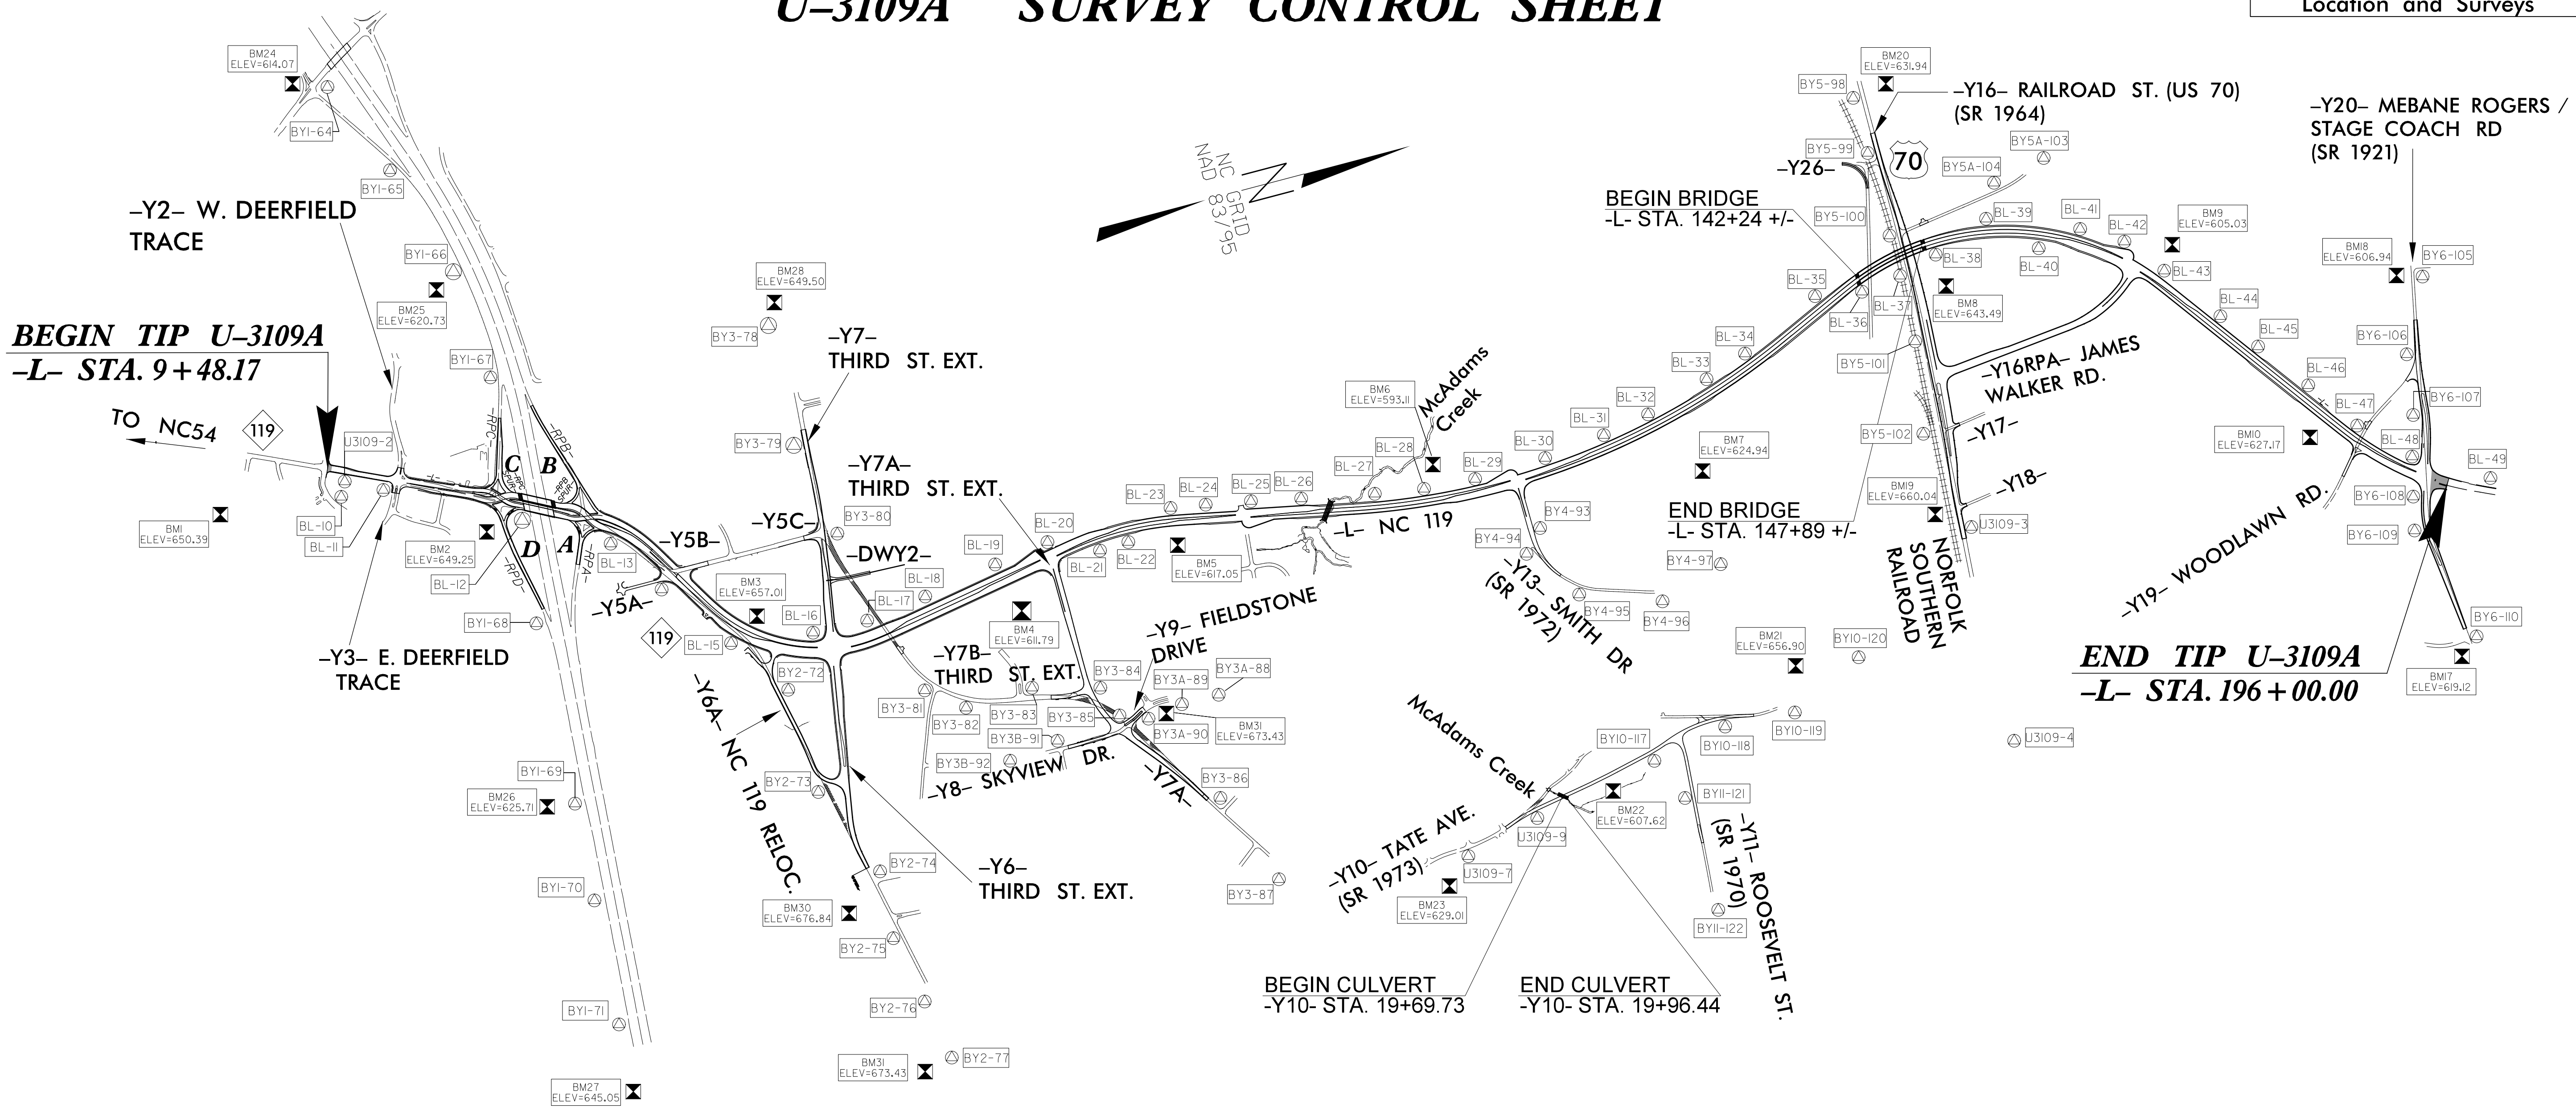 U-3109A SURVEY CONTROL SHEET
Location and Surveys
BM24
ELEV=614.07
BY1-64
BY1-65
-Y2- W. DEERFIELD
TRACE
BY1-66
BM25
ELEV=620.73
BEGIN TIP U-3109A
-L- STA. 9+48.17
BY1-67
TO NC54
119
U3109-2
BL-10
BL-11
BM1
ELEV=650.39
-RPC-
-RPB-
C
B
SPUR
-RPC
-RPB
SPUR-
D
A
-RPD-
-RPA-
BM2
ELEV=649.25
BL-12
BL-13
BY1-68
-Y3- E. DEERFIELD
TRACE
BM28
ELEV=649.50
BY3-78
-Y7-
THIRD ST. EXT.
BY3-79
-Y7A-
THIRD ST. EXT.
BY3-80
-Y5C-
-Y5B-
-DWY2-
-Y5A-
119
BM3
ELEV=657.01
BL-15
BL-16
BL-17
BL-18
BL-19
BL-20
BL-21
BL-22
BL-23
BL-24
BL-25
BL-26
BL-27
BL-28
BL-29
BL-30
BL-31
BL-32
BL-33
BL-34
BL-35
BL-36
BL-37
BL-38
BL-39
BL-40
BL-41
BL-42
BL-43
BL-44
BL-45
BL-46
BL-47
BL-48
BL-49
BM4
ELEV=611.79
BM5
ELEV=617.05
BM6
ELEV=593.11
McAdams
Creek
-L- NC 119
BM7
ELEV=624.94
NC GRID
NAD 83/95
BEGIN BRIDGE
-L- STA. 142+24 +/-
END BRIDGE
-L- STA. 147+89 +/-
BY5-98
BM20
ELEV=631.94
-Y16- RAILROAD ST. (US 70)
(SR 1964)
BY5-99
70
-Y26-
BY5A-103
BY5A-104
BY5-100
BM9
ELEV=605.03
BM8
ELEV=643.49
BY5-101
-Y16RPA- JAMES
WALKER RD.
BY5-102
-Y17-
-Y18-
BM19
ELEV=660.04
U3109-3
NORFOLK
SOUTHERN
RAILROAD
-Y20- MEBANE ROGERS /
STAGE COACH RD
(SR 1921)
BM18
ELEV=606.94
BY6-105
BY6-106
BY6-107
BM10
ELEV=627.17
BY6-108
BY6-109
BY6-110
BM17
ELEV=619.12
-Y19- WOODLAWN RD.
END TIP U-3109A
-L- STA. 196+00.00
BY4-93
BY4-94
BY4-95
BY4-96
BY4-97
-Y13- SMITH DR
(SR 1972)
BM21
ELEV=656.90
BY10-120
U3109-4
-Y7B-
THIRD ST. EXT.
-Y9- FIELDSTONE
DRIVE
BY3-84
BY3A-89
BY3A-88
BY3-81
BY3-82
BY3-83
BY3-85
BY3B-91
BY3A-90
BM31
ELEV=673.43
BY3B-92
-Y8- SKYVIEW DR.
-Y7A-
BY3-86
BY3-87
BY2-72
-Y6A- NC 119 RELOC.
BY2-73
-Y6-
THIRD ST. EXT.
BY2-74
BM30
ELEV=676.84
BY2-75
BY2-76
BY2-77
BM31
ELEV=673.43
BY1-69
BM26
ELEV=625.71
BY1-70
BY1-71
BM27
ELEV=645.05
McAdams Creek
BY10-117
BY10-118
BY10-119
BY11-121
BM22
ELEV=607.62
U3109-9
-Y10- TATE AVE.
(SR 1973)
U3109-7
BM23
ELEV=629.01
-Y11- ROOSEVELT ST.
(SR 1970)
BY11-122
BEGIN CULVERT
-Y10- STA. 19+69.73
END CULVERT
-Y10- STA. 19+96.44